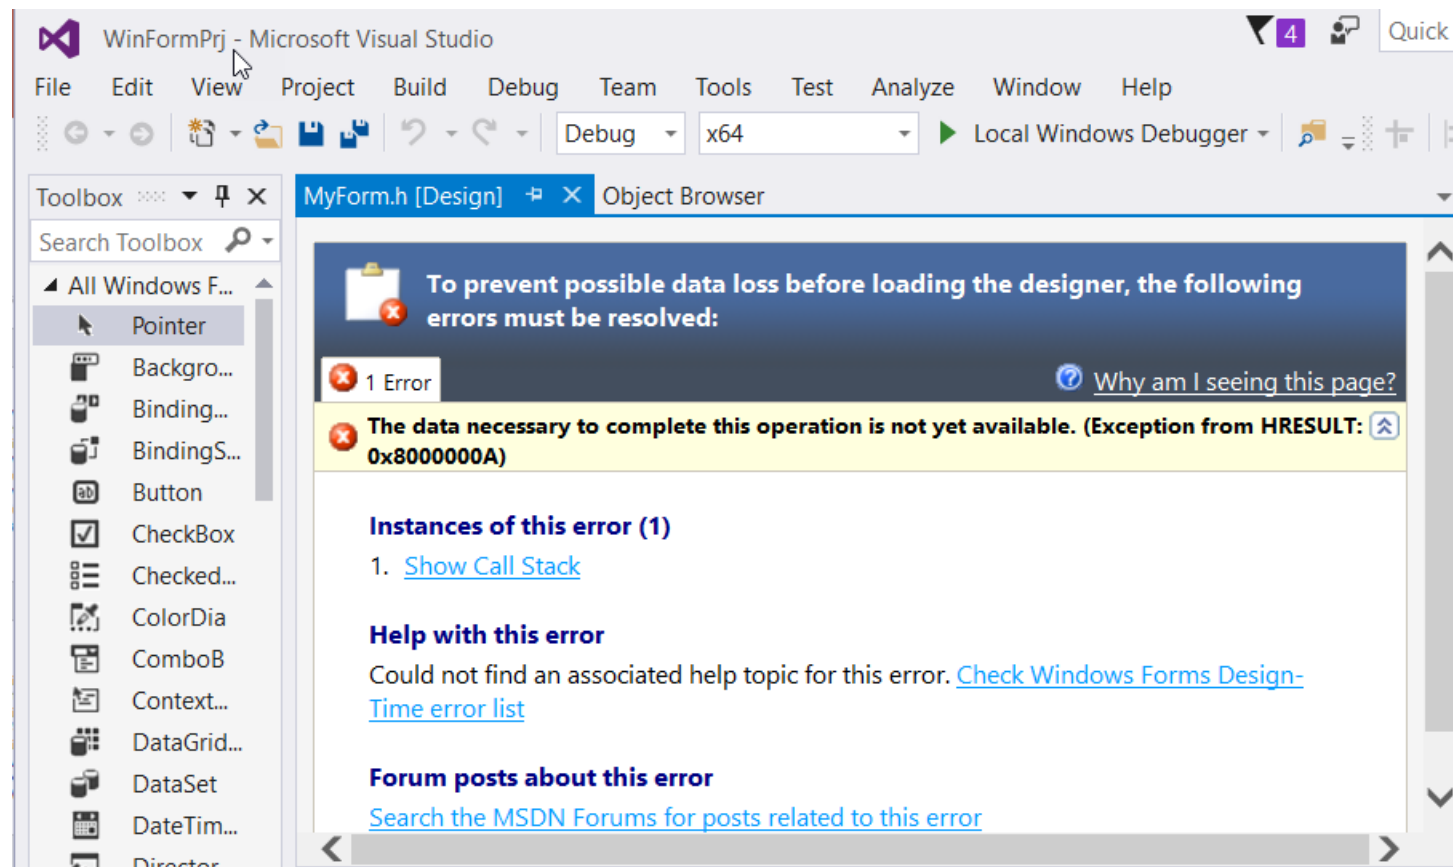 WinFormPrj - Microsoft Visual Studio
4
Quick
File Edit View Project Build Debug Team Tools Test Analyze Window Help
Debug x64 Local Windows Debugger
Toolbox
MyForm.h [Design] Object Browser
Search Toolbox
All Windows F...
Pointer
Backgro...
Binding...
BindingS...
Button
CheckBox
Checked...
ColorDia
ComboB
Context...
DataGrid...
DataSet
DateTim...
Director
To prevent possible data loss before loading the designer, the following
errors must be resolved:
1 Error
Why am I seeing this page?
The data necessary to complete this operation is not yet available. (Exception from HRESULT:
0x8000000A)
Instances of this error (1)
1. Show Call Stack
Help with this error
Could not find an associated help topic for this error. Check Windows Forms Design-
Time error list
Forum posts about this error
Search the MSDN Forums for posts related to this error